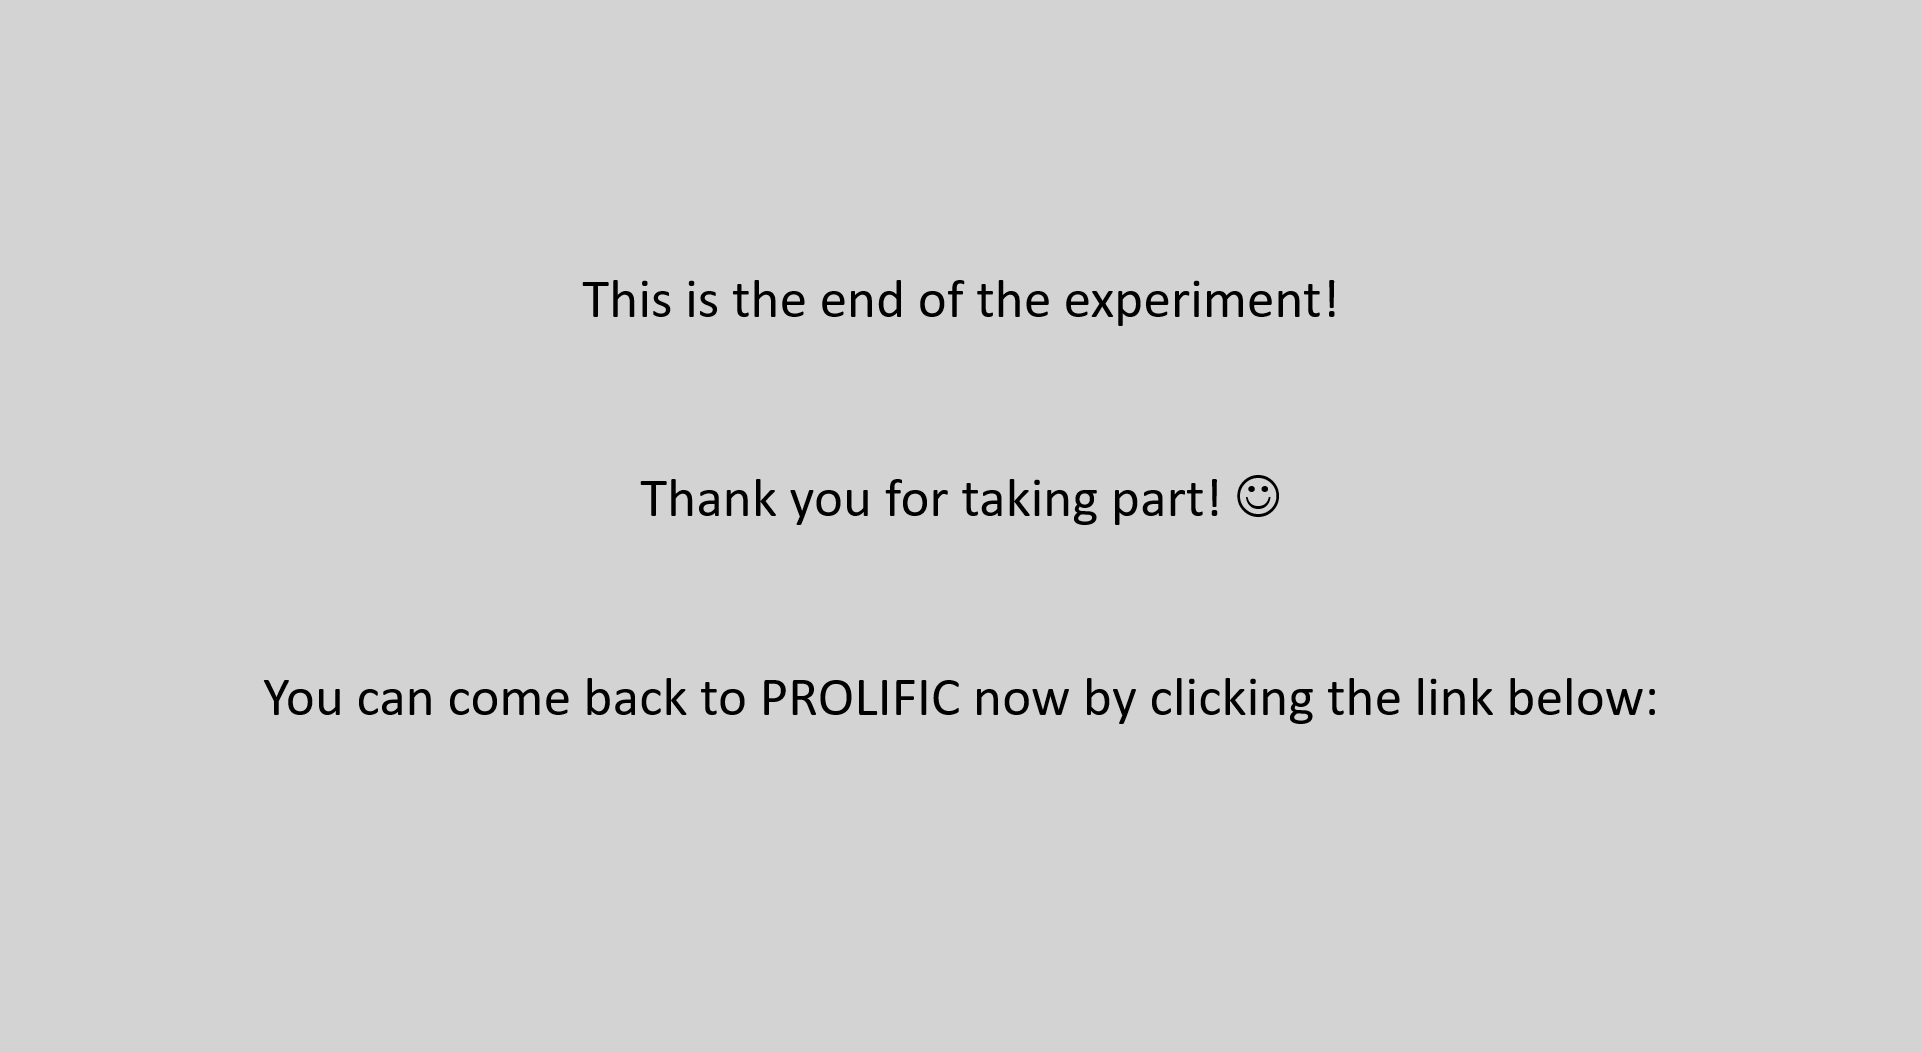 This is the end of the experiment!
Thank you for taking part! ☺
You can come back to PROLIFIC now by clicking the link below: